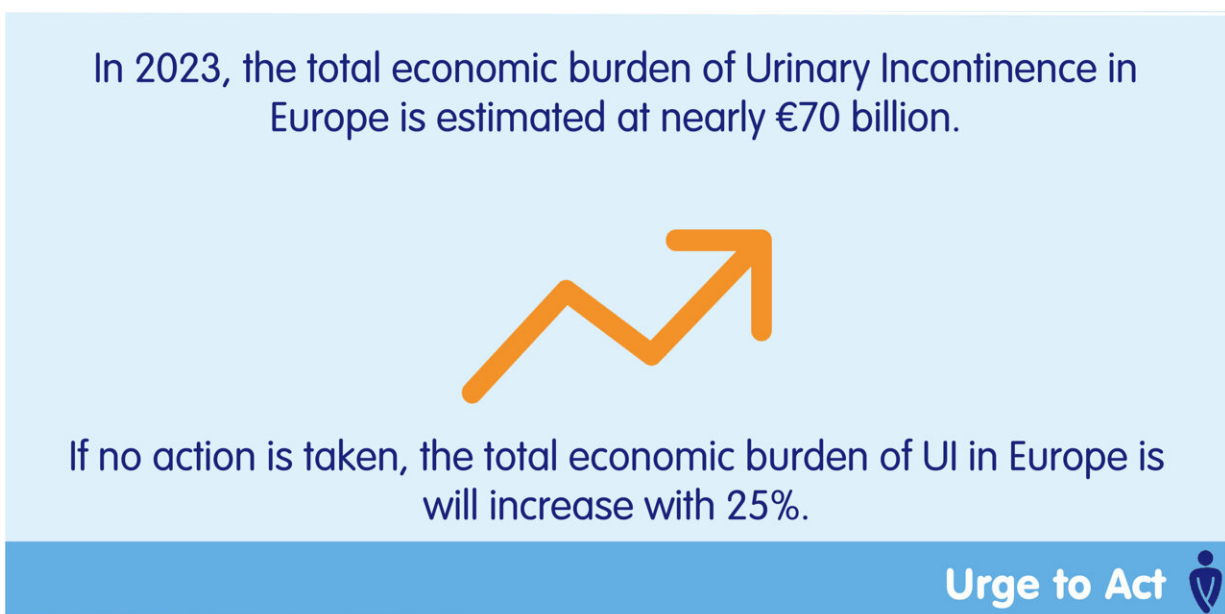 In 2023, the total economic burden of Urinary Incontinence in
Europe is estimated at nearly €70 billion.
If no action is taken, the total economic burden of UI in Europe is
will increase with 25%.
Urge to Act